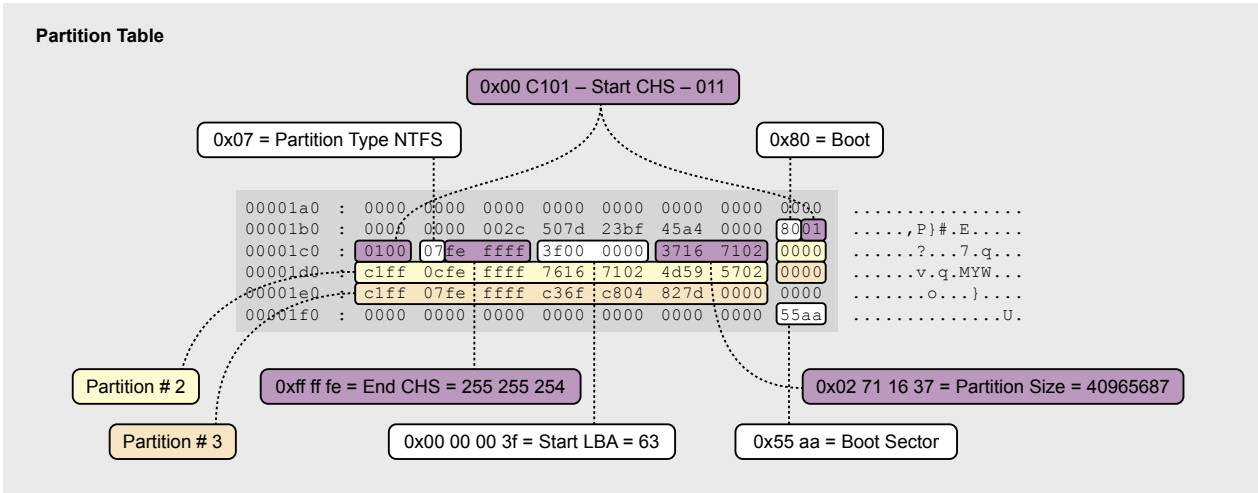 Partition Table
0x00 C101 – Start CHS – 011
0x07 = Partition Type NTFS
0x80 = Boot
00001a0 : 0000 0000 0000 0000 0000 0000 0000 0000 ................
00001b0 : 0000 0000 002c 507d 23bf 45a4 0000 8001 .....,P}#.E.....
00001c0 : 0100 07fe ffff 3f00 0000 3716 7102 0000 ......?...7.q...
00001d0 : c1ff 0cfe ffff 7616 7102 4d59 5702 0000 ......v.q.MYW...
00001e0 : c1ff 07fe ffff c36f c804 827d 0000 0000 .......o...}....
00001f0 : 0000 0000 0000 0000 0000 0000 0000 55aa ..............U.
Partition # 2
0xff ff fe = End CHS = 255 255 254
0x02 71 16 37 = Partition Size = 40965687
Partition # 3
0x00 00 00 3f = Start LBA = 63
0x55 aa = Boot Sector